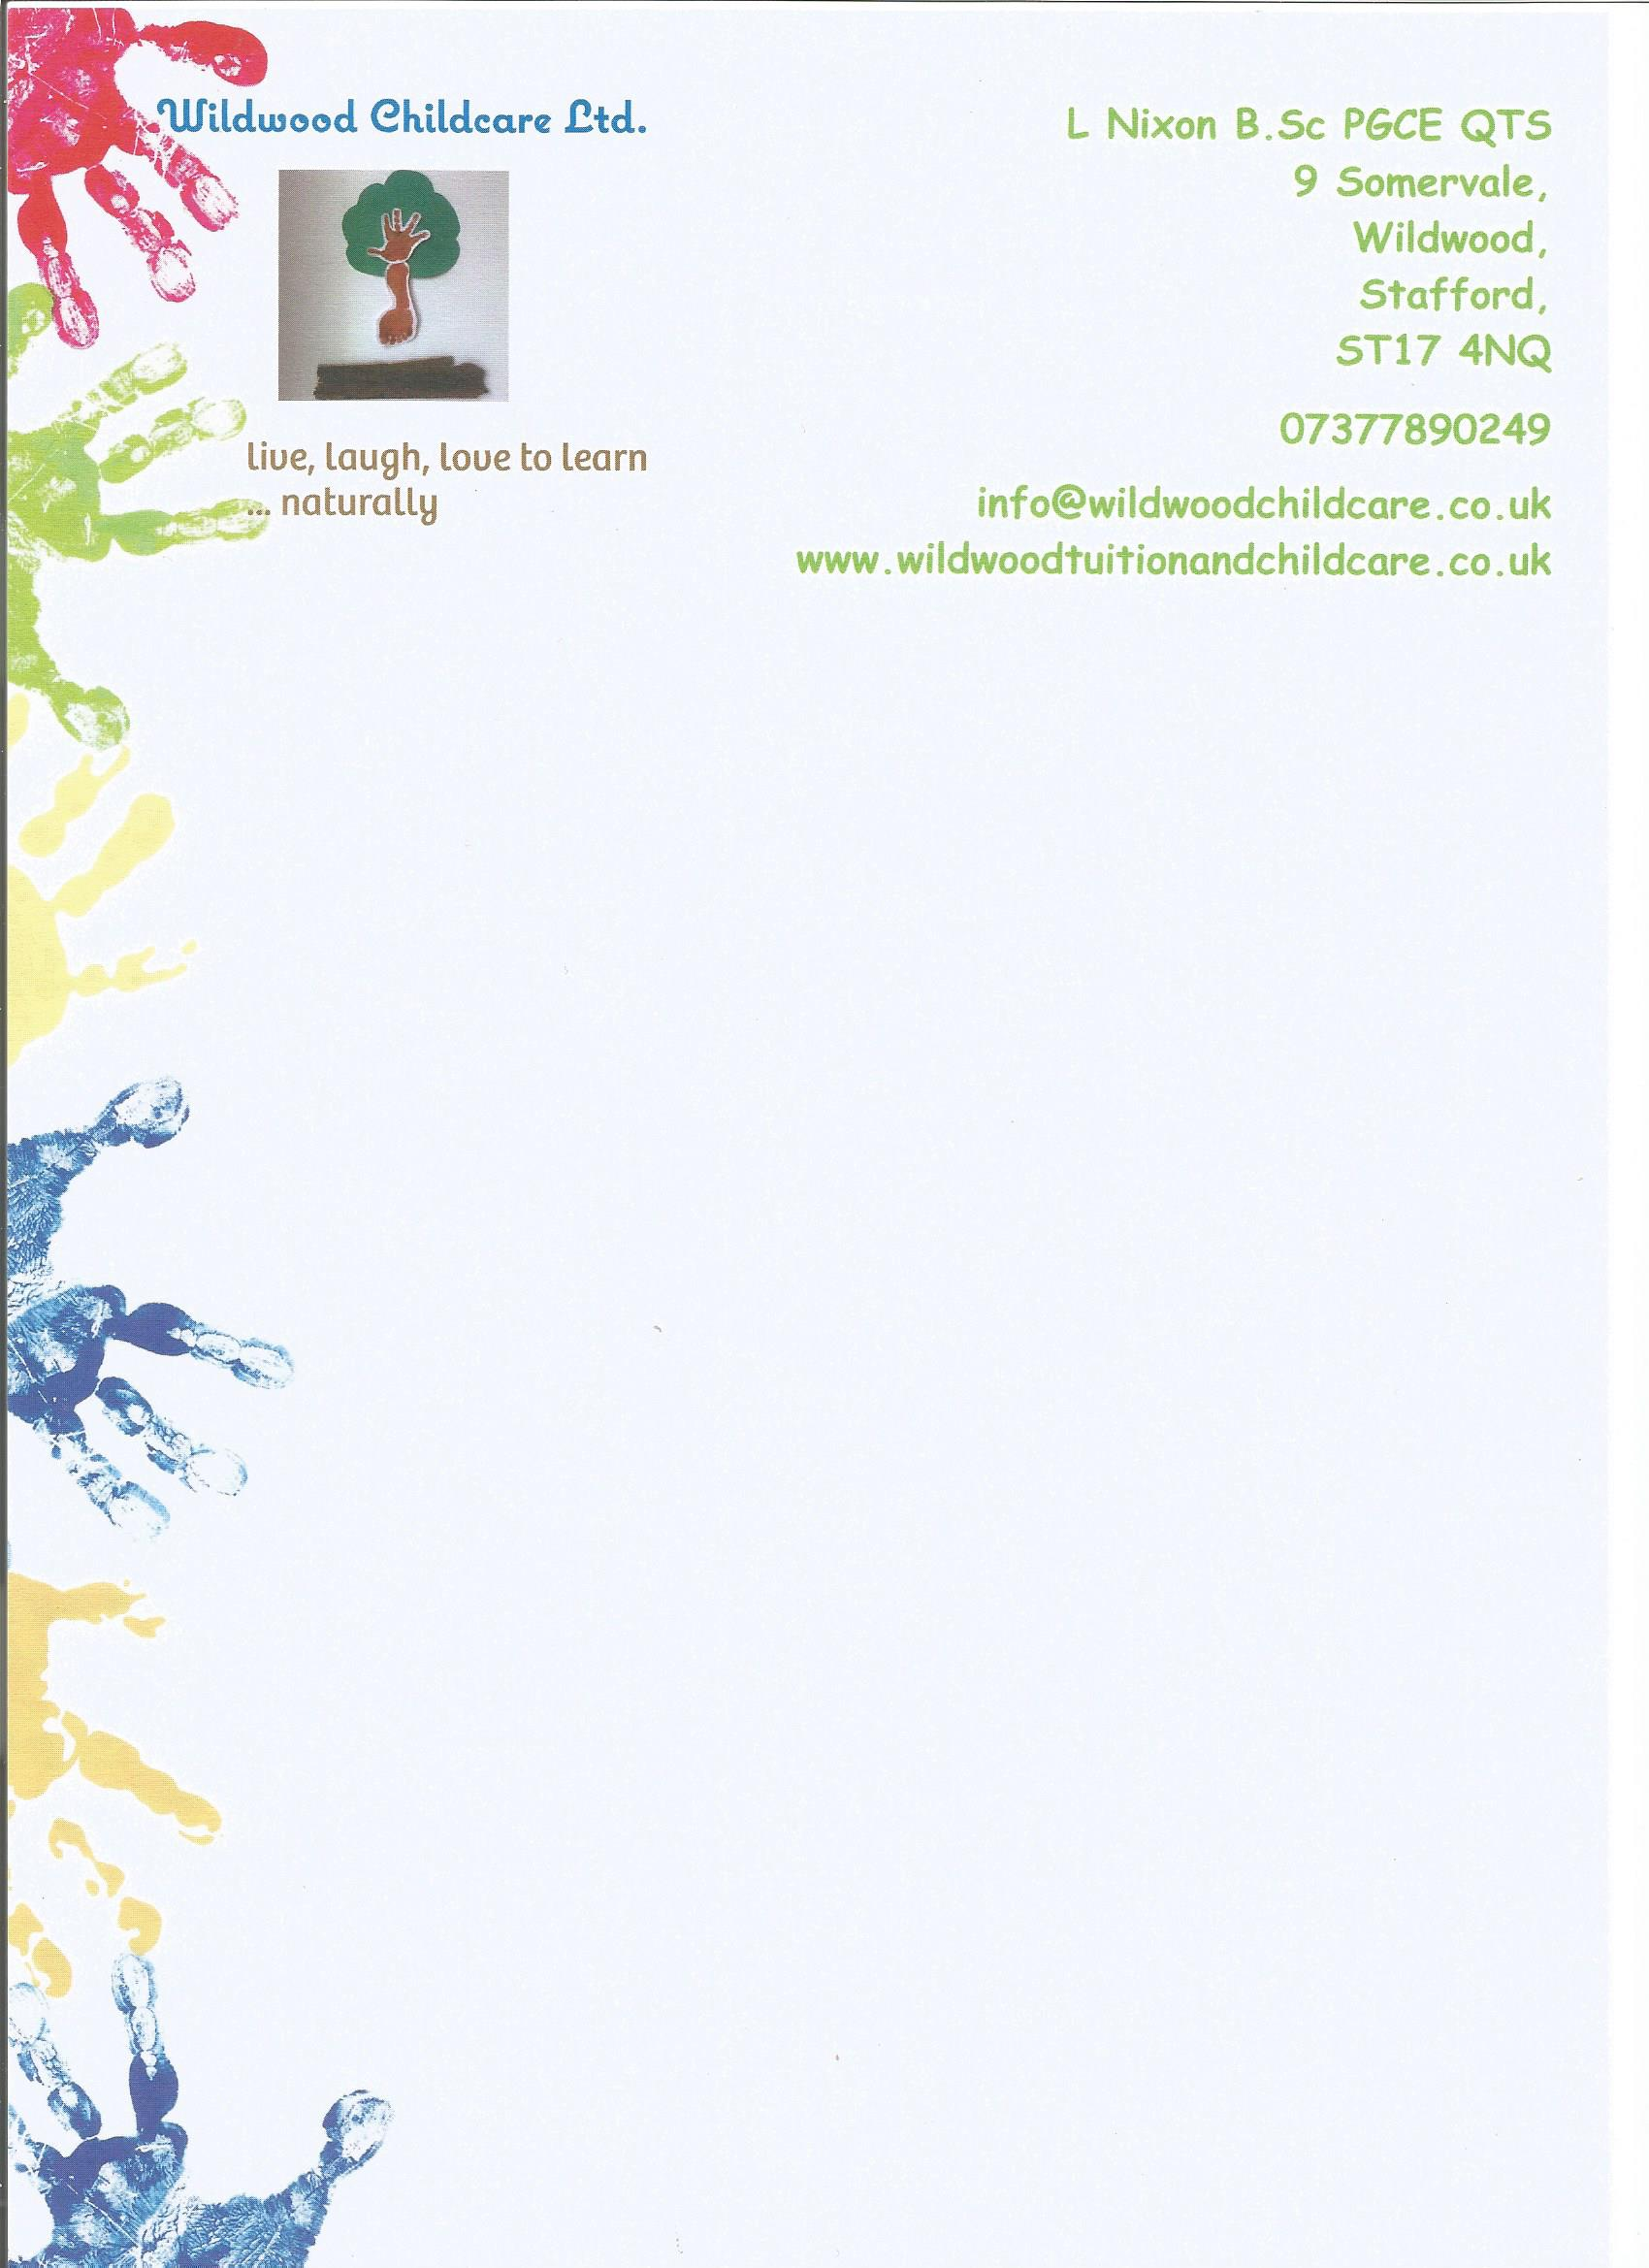 Wildwood Childcare Ltd.
live, laugh, love to learn
... naturally
L Nixon B.Sc PGCE QTS
9 Somervale,
Wildwood,
Stafford,
ST17 4NQ
07377890249
info@wildwoodchildcare.co.uk
www.wildwoodtuitionandchildcare.co.uk